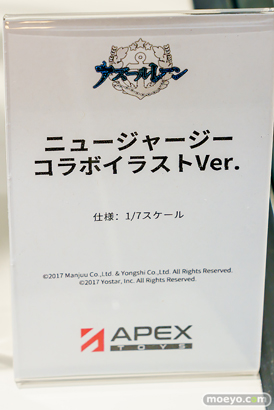 アズールレーン
ニュージャージー
コラボイラストVer.
仕様：1/7スケール
©2017 Manjuu Co.,Ltd. & Yongshi Co.,Ltd. All Rights Reserved.
©2017 Yostar, Inc. All Rights Reserved.
APEX
TOYS
moeyo.com